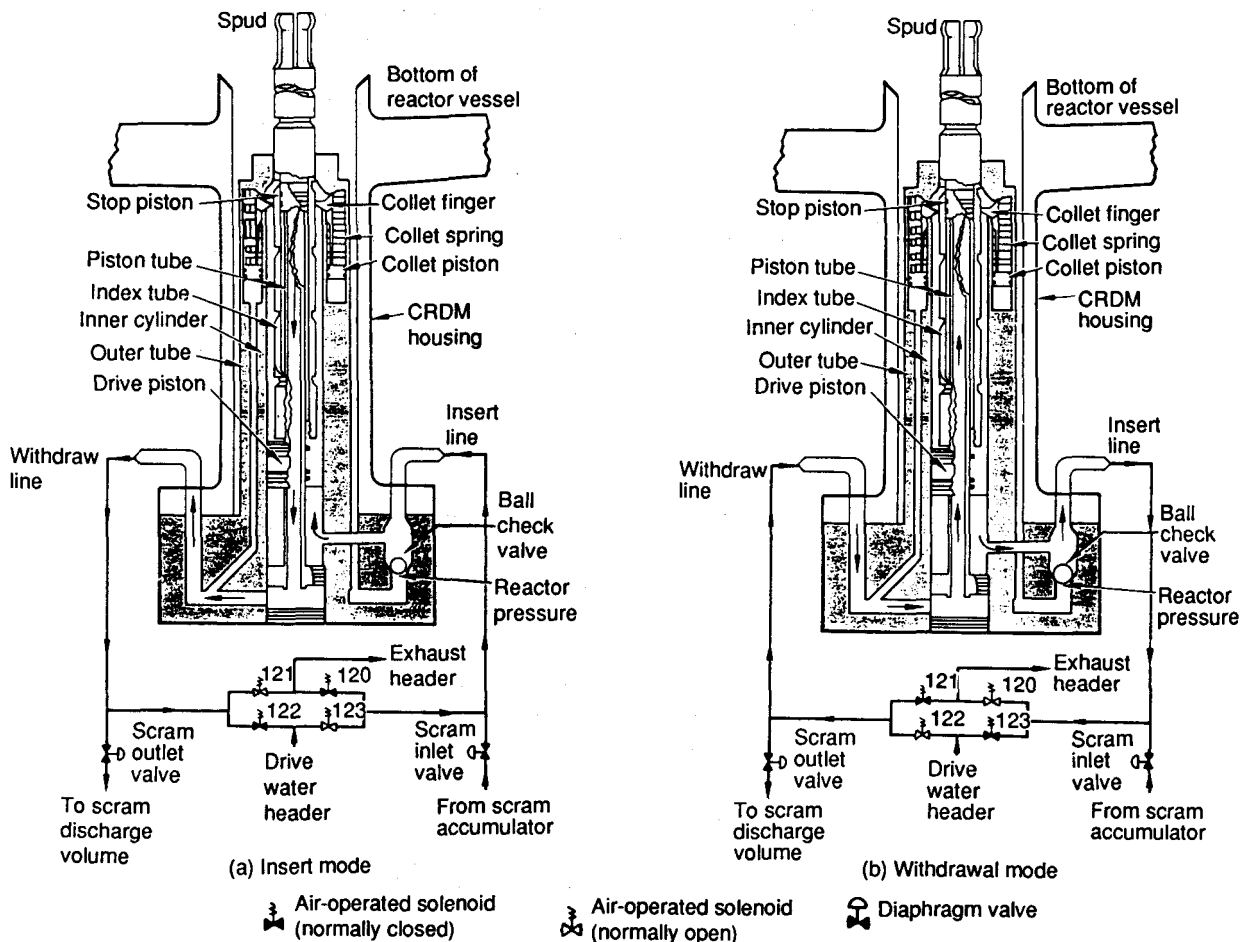 Spud
Bottom of
reactor vessel
Stop piston
Collet finger
Collet spring
Piston tube
Collet piston
Index tube
Inner cylinder
CRDM
housing
Outer tube
Drive piston
Insert
line
Withdraw
line
Ball
check
valve
Reactor
pressure
Exhaust
header
121
120
122
123
Scram
outlet
valve
Scram
inlet
valve
Drive
water
header
To scram
discharge
volume
From scram
accumulator
(a) Insert mode
Spud
Bottom of
reactor vessel
Stop piston
Collet finger
Collet spring
Piston tube
Collet piston
Index tube
CRDM
housing
Inner cylinder
Outer tube
Drive piston
Insert
line
Withdraw
line
Ball
check
valve
Reactor
pressure
Exhaust
header
121
120
122
123
Scram
outlet
valve
Scram
inlet
valve
Drive
water
header
To scram
discharge
volume
From scram
accumulator
(b) Withdrawal mode
Air-operated solenoid
(normally closed)
Air-operated solenoid
(normally open)
Diaphragm valve